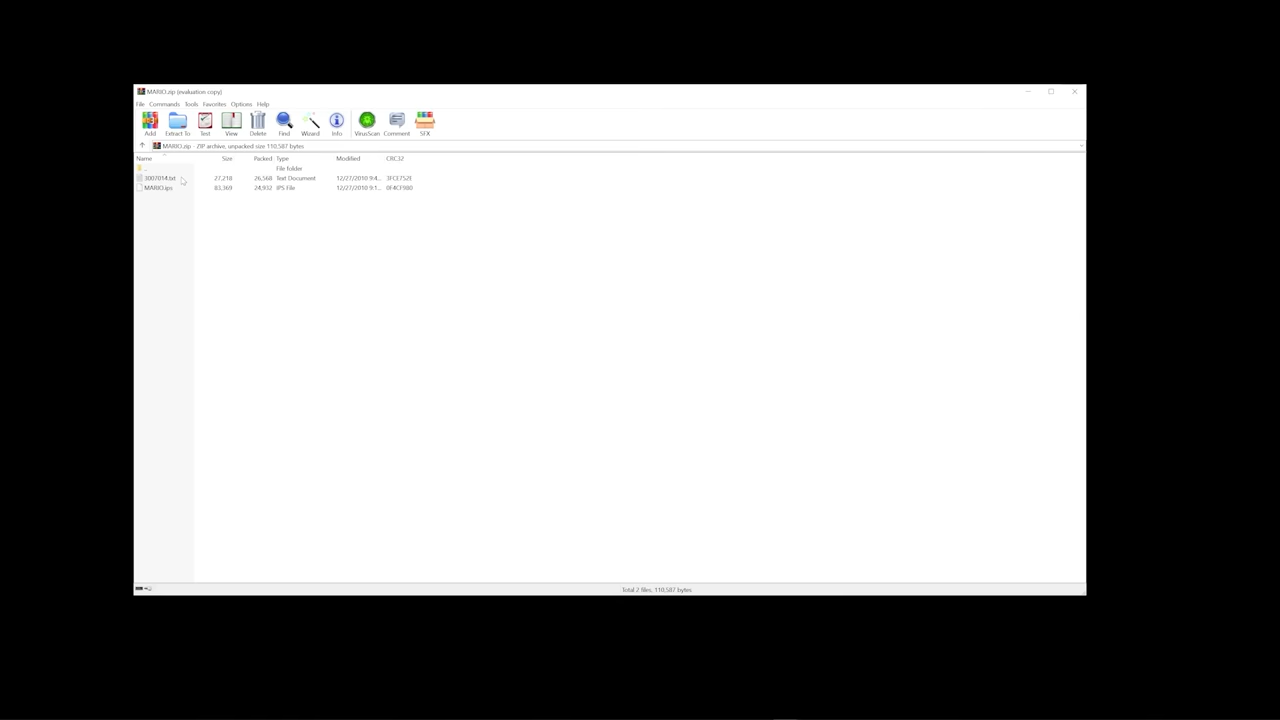 MARIO.zip (evaluation copy)
File Commands Tools Favorites Options Help
Add Extract To Test View Delete Find Wizard Info VirusScan Comment SFX
MARIO.zip - ZIP archive, unpacked size 110,587 bytes
Name Size Packed Type Modified CRC32
.. File folder
3007014.txt 27,218 26,568 Text Document 12/27/2010 9:4... 3FCE752E
MARIO.ips 83,369 24,932 IPS File 12/27/2010 9:1... 0F4CF980
Total 2 files, 110,587 bytes